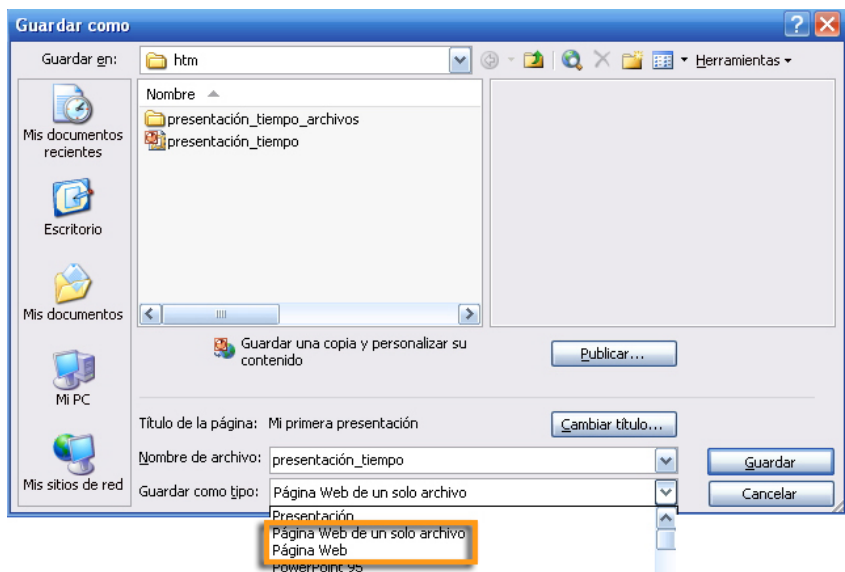 Guardar como
Guardar en:
htm
Herramientas
Nombre
presentación_tiempo_archivos
presentación_tiempo
Mis documentos
recientes
Escritorio
Mis documentos
Mi PC
Mis sitios de red
Guardar una copia y personalizar su
contenido
Publicar...
Título de la página: Mi primera presentación
Cambiar título...
Nombre de archivo: presentación_tiempo
Guardar
Guardar como tipo: Página Web de un solo archivo
Cancelar
Presentación
Página Web de un solo archivo
Página Web
PowerPoint 95